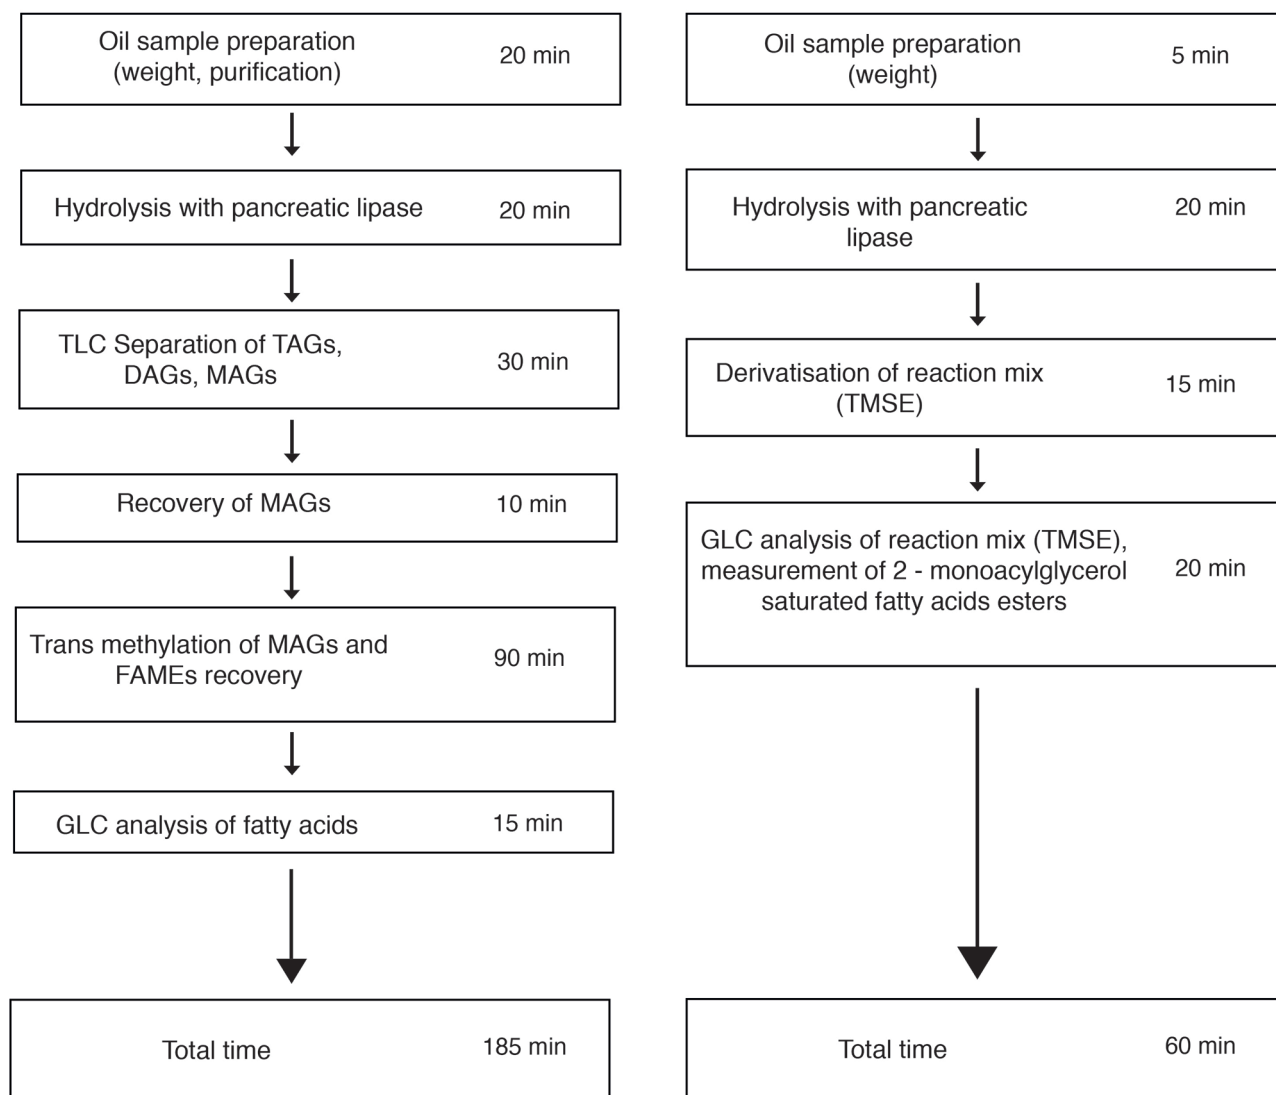 Oil sample preparation
(weight, purification)
20 min
Hydrolysis with pancreatic lipase
20 min
TLC Separation of TAGs,
DAGs, MAGs
30 min
Recovery of MAGs
10 min
Trans methylation of MAGs and
FAMEs recovery
90 min
GLC analysis of fatty acids
15 min
Total time
185 min
Oil sample preparation
(weight)
5 min
Hydrolysis with pancreatic
lipase
20 min
Derivatisation of reaction mix
(TMSE)
15 min
GLC analysis of reaction mix (TMSE),
measurement of 2 - monoacylglycerol
saturated fatty acids esters
20 min
Total time
60 min